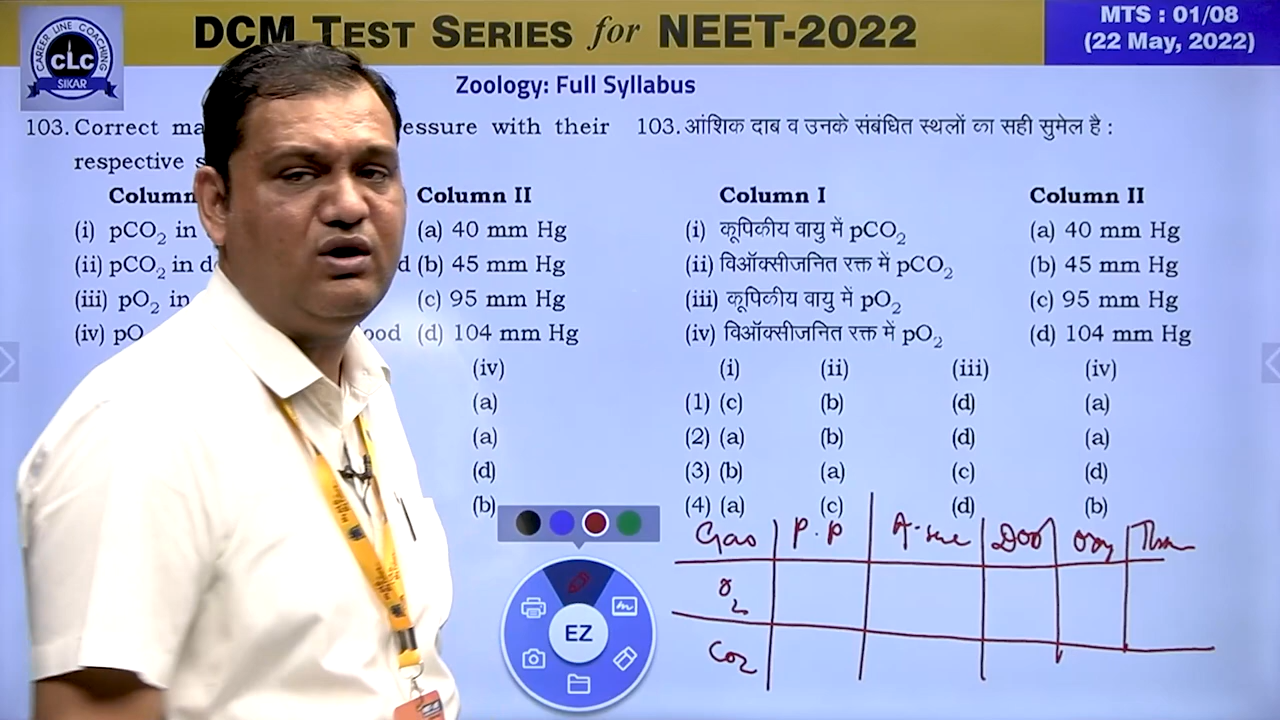 DCM TEST SERIES for NEET-2022
MTS : 01/08
(22 May, 2022)
CAREER LINE COACHING
CLC
SIKAR
Zoology: Full Syllabus
103. Correct essure with their
respective
Column II
(i) pCO2 in (a) 40 mm Hg
(ii) pCO2 in (b) 45 mm Hg
(iii) pO2 in (c) 95 mm Hg
(iv) (d) 104 mm Hg
(iv)
(a)
(a)
(d)
(b)
103. आंशिक दाब व उनके संबंधित स्थलों का सही सुमेल है :
Column I Column II
(i) कूपिकीय वायु में pCO2 (a) 40 mm Hg
(ii) विऑक्सीजनित रक्त में pCO2 (b) 45 mm Hg
(iii) कूपिकीय वायु में pO2 (c) 95 mm Hg
(iv) विऑक्सीजनित रक्त में pO2 (d) 104 mm Hg
(i) (ii) (iii) (iv)
(1) (c) (b) (d) (a)
(2) (a) (b) (d) (a)
(3) (b) (a) (c) (d)
(4) (a) (c) (d) (b)
Gas P.P
O2
CO2
EZ